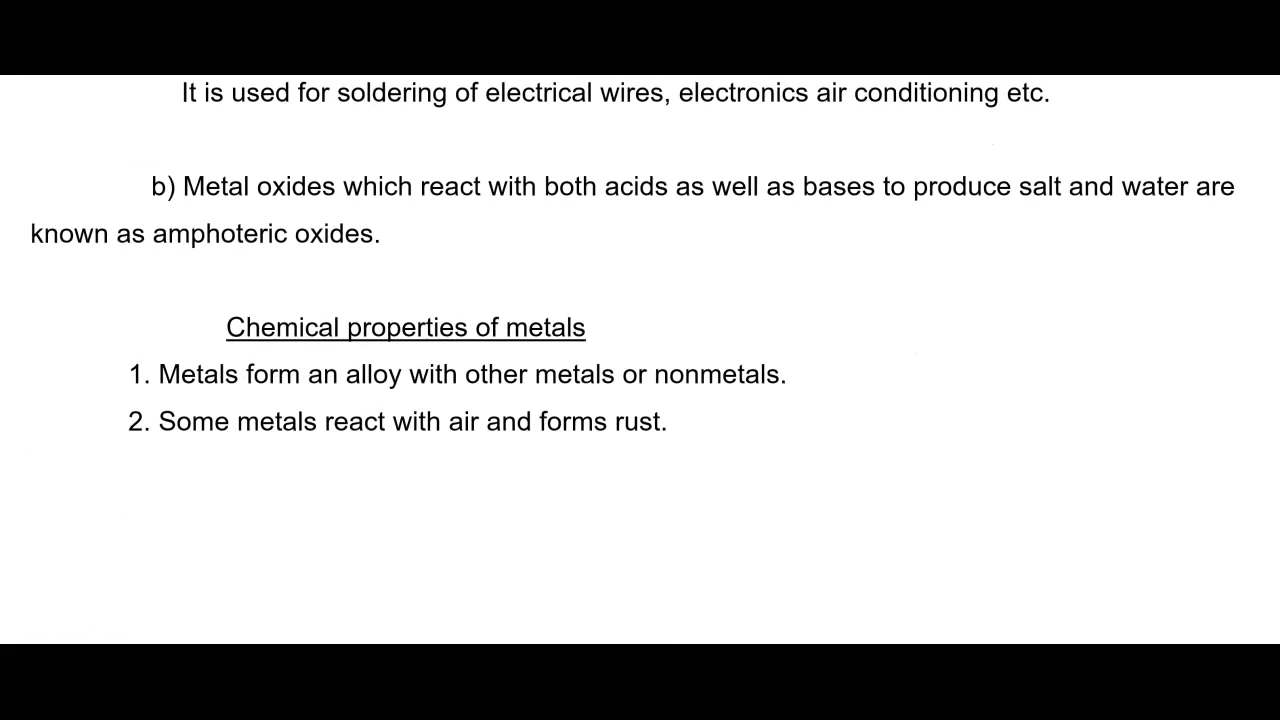 It is used for soldering of electrical wires, electronics air conditioning etc.
b) Metal oxides which react with both acids as well as bases to produce salt and water are
known as amphoteric oxides.
Chemical properties of metals
1. Metals form an alloy with other metals or nonmetals.
2. Some metals react with air and forms rust.